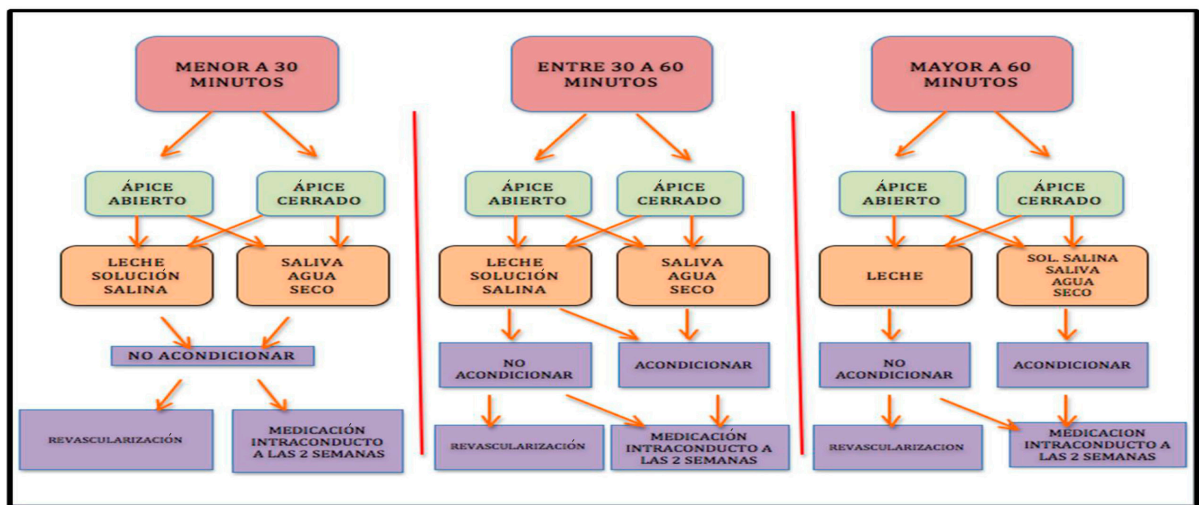 MENOR A 30
MINUTOS
ÁPICE
ABIERTO
ÁPICE
CERRADO
LECHE
SOLUCIÓN
SALINA
SALIVA
AGUA
SECO
NO ACONDICIONAR
REVASCULARIZACIÓN
MEDICACIÓN
INTRACONDUCTO
A LAS 2 SEMANAS
ENTRE 30 A 60
MINUTOS
ÁPICE
ABIERTO
ÁPICE
CERRADO
LECHE
SOLUCIÓN
SALINA
SALIVA
AGUA
SECO
NO
ACONDICIONAR
ACONDICIONAR
REVASCULARIZACIÓN
MEDICACIÓN
INTRACONDUCTO A
LAS 2 SEMANAS
MAYOR A 60
MINUTOS
ÁPICE
ABIERTO
ÁPICE
CERRADO
LECHE
SOL. SALINA
SALIVA
AGUA
SECO
NO
ACONDICIONAR
ACONDICIONAR
REVASCULARIZACION
MEDICACION
INTRACONDUCTO A
LAS 2 SEMANAS